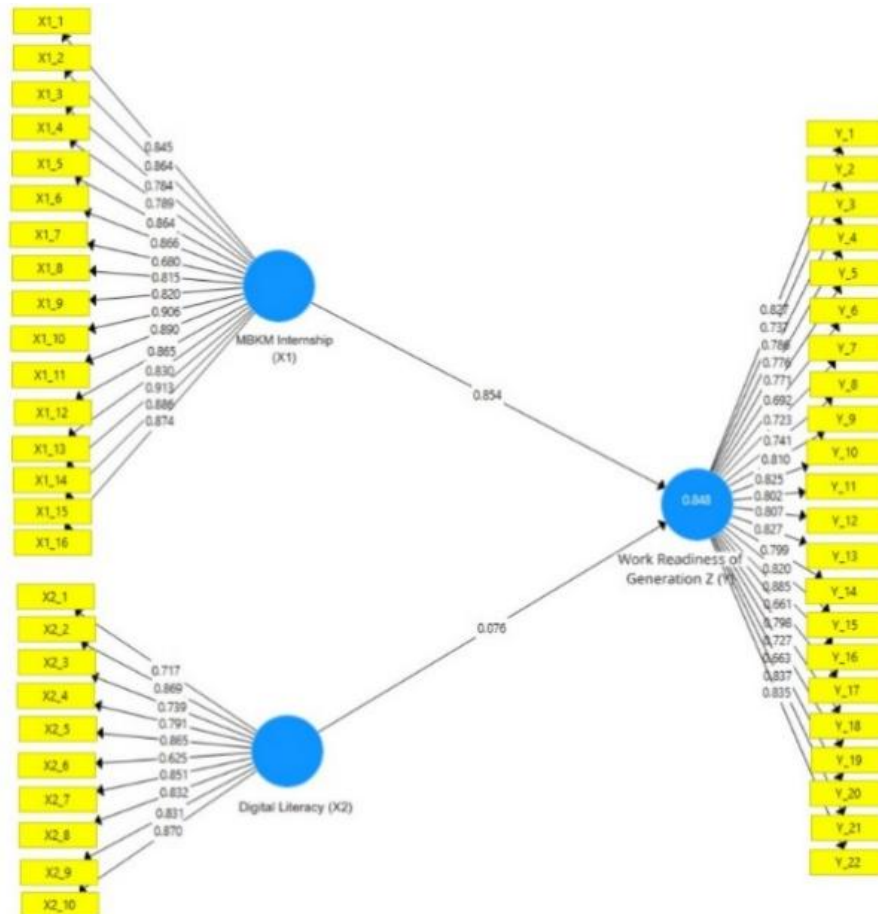 X1_1
X1_2
X1_3
X1_4
X1_5
X1_6
X1_7
X1_8
X1_9
X1_10
X1_11
X1_12
X1_13
X1_14
X1_15
X1_16
0.845
0.864
0.784
0.789
0.864
0.866
0.680
0.815
0.820
0.906
0.890
0.865
0.830
0.913
0.886
0.874
MBKM Internship
(X1)
0.854
X2_1
X2_2
X2_3
X2_4
X2_5
X2_6
X2_7
X2_8
X2_9
X2_10
0.717
0.869
0.739
0.791
0.865
0.625
0.851
0.832
0.831
0.870
Digital Literacy (X2)
0.076
0.848
Work Readiness of
Generation Z (Y)
0.827
0.737
0.786
0.776
0.771
0.692
0.723
0.741
0.810
0.825
0.802
0.807
0.827
0.799
0.820
0.885
0.661
0.796
0.727
0.663
0.837
0.835
Y_1
Y_2
Y_3
Y_4
Y_5
Y_6
Y_7
Y_8
Y_9
Y_10
Y_11
Y_12
Y_13
Y_14
Y_15
Y_16
Y_17
Y_18
Y_19
Y_20
Y_21
Y_22